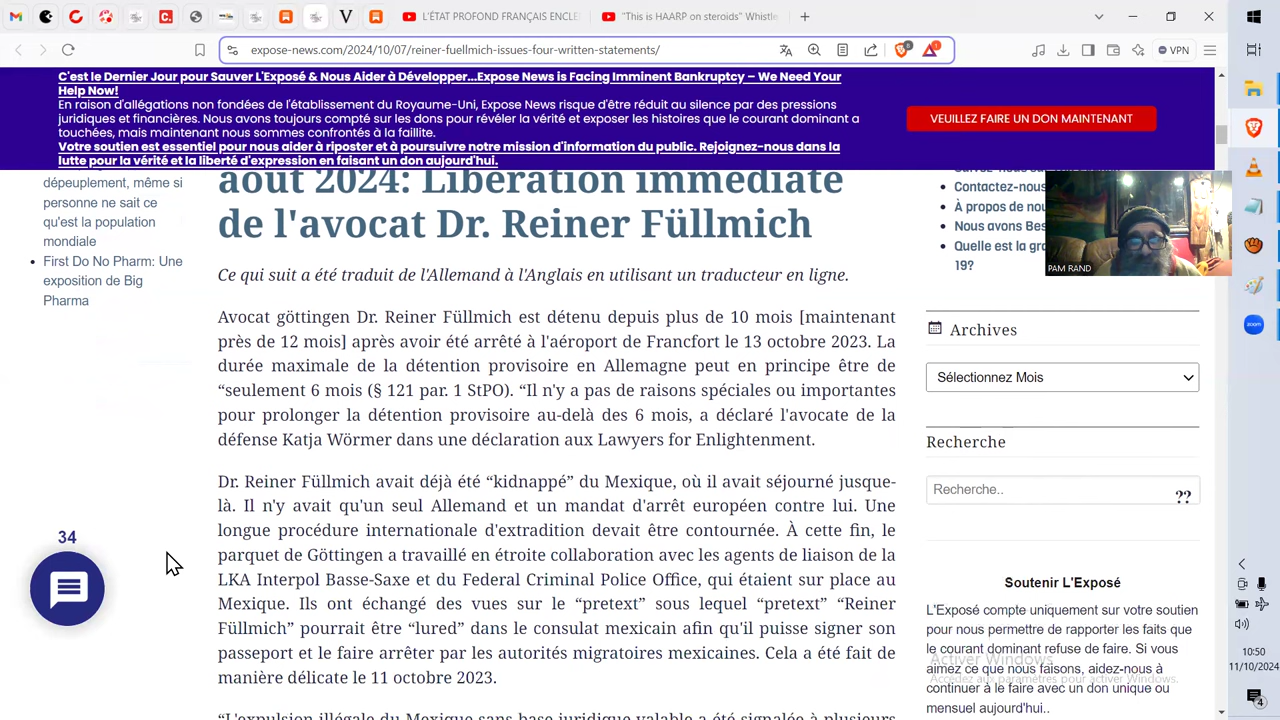 L'ÉTAT PROFOND FRANÇAIS ENCLE
"This is HAARP on steroids" Whistle
expose-news.com/2024/10/07/reiner-fuellmich-issues-four-written-statements/
VPN
C'est le Dernier Jour pour Sauver L'Exposé & Nous Aider à Développer...Expose News is Facing Imminent Bankruptcy – We Need Your
Help Now!
En raison d'allégations non fondées de l'établissement du Royaume-Uni, Expose News risque d'être réduit au silence par des pressions
juridiques et financières. Nous avons toujours compté sur les dons pour révéler la vérité et exposer les histoires que le courant dominant a
touchées, mais maintenant nous sommes confrontés à la faillite.
Votre soutien est essentiel pour nous aider à riposter et à poursuivre notre mission d'information du public. Rejoignez-nous dans la
lutte pour la vérité et la liberté d'expression en faisant un don aujourd'hui.
VEUILLEZ FAIRE UN DON MAINTENANT
dépeuplement, même si
personne ne sait ce
qu'est la population
mondiale
First Do No Pharm: Une
exposition de Big
Pharma
34
août 2024: Libération immédiate
de l'avocat Dr. Reiner Füllmich
Ce qui suit a été traduit de l'Allemand à l'Anglais en utilisant un traducteur en ligne.
Avocat göttingen Dr. Reiner Füllmich est détenu depuis plus de 10 mois [maintenant
près de 12 mois] après avoir été arrêté à l'aéroport de Francfort le 13 octobre 2023. La
durée maximale de la détention provisoire en Allemagne peut en principe être de
“seulement 6 mois (§ 121 par. 1 StPO). “Il n'y a pas de raisons spéciales ou importantes
pour prolonger la détention provisoire au-delà des 6 mois, a déclaré l'avocate de la
défense Katja Wörmer dans une déclaration aux Lawyers for Enlightenment.
Dr. Reiner Füllmich avait déjà été “kidnappé” du Mexique, où il avait séjourné jusque-
là. Il n'y avait qu'un seul Allemand et un mandat d'arrêt européen contre lui. Une
longue procédure internationale d'extradition devait être contournée. À cette fin, le
parquet de Göttingen a travaillé en étroite collaboration avec les agents de liaison de la
LKA Interpol Basse-Saxe et du Federal Criminal Police Office, qui étaient sur place au
Mexique. Ils ont échangé des vues sur le “pretext” sous lequel “pretext” “Reiner
Füllmich” pourrait être “lured” dans le consulat mexicain afin qu'il puisse signer son
passeport et le faire arrêter par les autorités migratoires mexicaines. Cela a été fait de
manière délicate le 11 octobre 2023.
“L'expulsion illégale du Mexique sans base juridique valable a été signalée à plusieurs
Contactez-nous
À propos de nou
Nous avons Bes
Quelle est la gra
19?
PAM RAND
Archives
Sélectionnez Mois
Recherche
Recherche..
??
Soutenir L'Exposé
L'Exposé compte uniquement sur votre soutien
pour nous permettre de rapporter les faits que
le courant dominant refuse de faire. Si vous
aimez ce que nous faisons, aidez-nous à
continuer à le faire avec un don unique ou
mensuel aujourd'hui..
Activer Windows
Accédez aux paramètres pour activer Windows.
zoom
10:50
11/10/2024
4